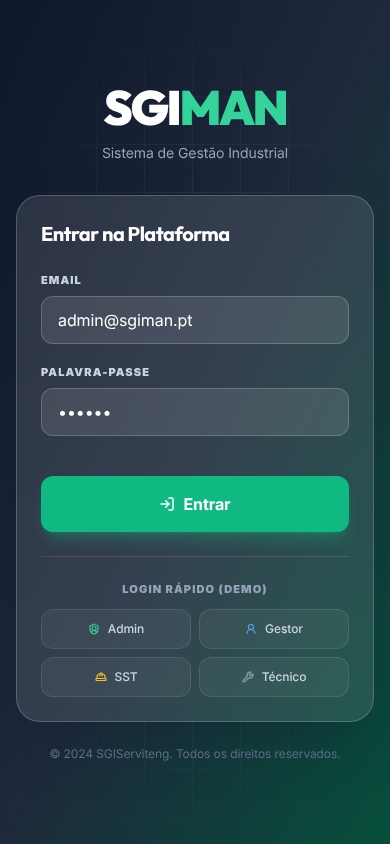 SGIMAN
Sistema de Gestão Industrial
Entrar na Plataforma
EMAIL
admin@sgiman.pt
PALAVRA-PASSE
••••••
Entrar
LOGIN RÁPIDO (DEMO)
Admin
Gestor
SST
Técnico
© 2024 SGIServiteng. Todos os direitos reservados.